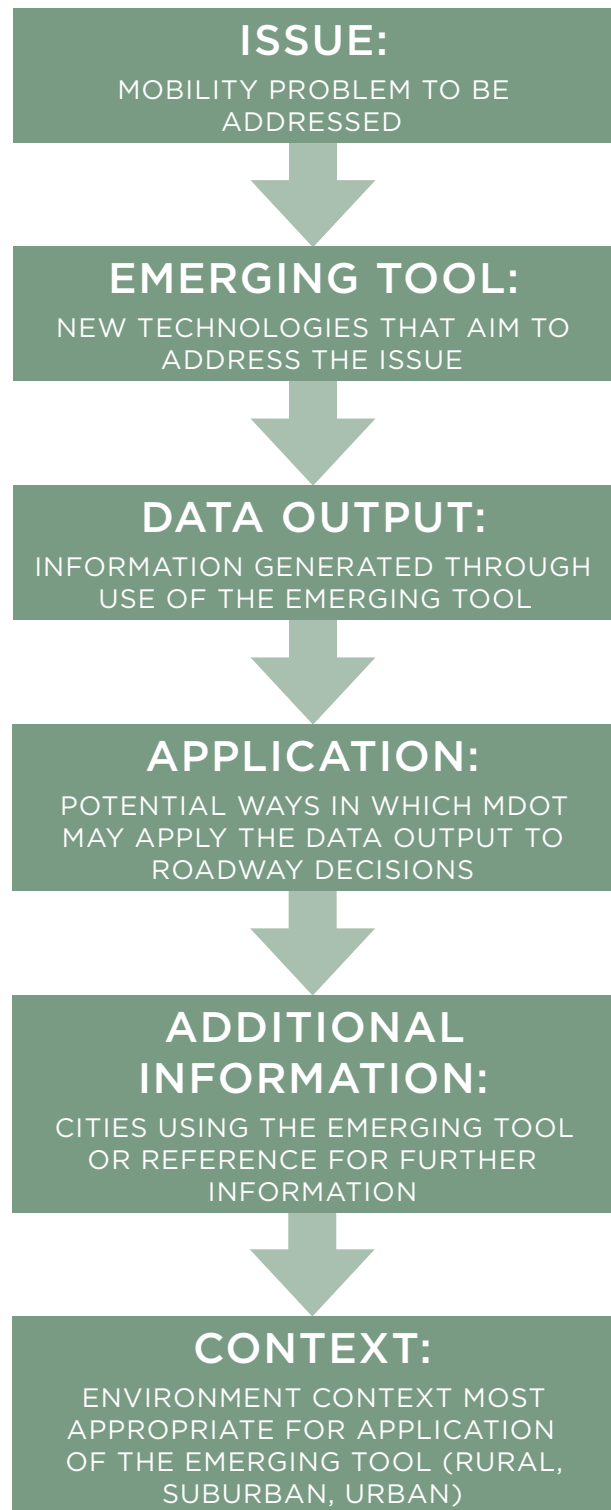 ISSUE:
MOBILITY PROBLEM TO BE
ADDRESSED
EMERGING TOOL:
NEW TECHNOLOGIES THAT AIM TO
ADDRESS THE ISSUE
DATA OUTPUT:
INFORMATION GENERATED THROUGH
USE OF THE EMERGING TOOL
APPLICATION:
POTENTIAL WAYS IN WHICH MDOT
MAY APPLY THE DATA OUTPUT TO
ROADWAY DECISIONS
ADDITIONAL
INFORMATION:
CITIES USING THE EMERGING TOOL
OR REFERENCE FOR FURTHER
INFORMATION
CONTEXT:
ENVIRONMENT CONTEXT MOST
APPROPRIATE FOR APPLICATION
OF THE EMERGING TOOL (RURAL,
SUBURBAN, URBAN)